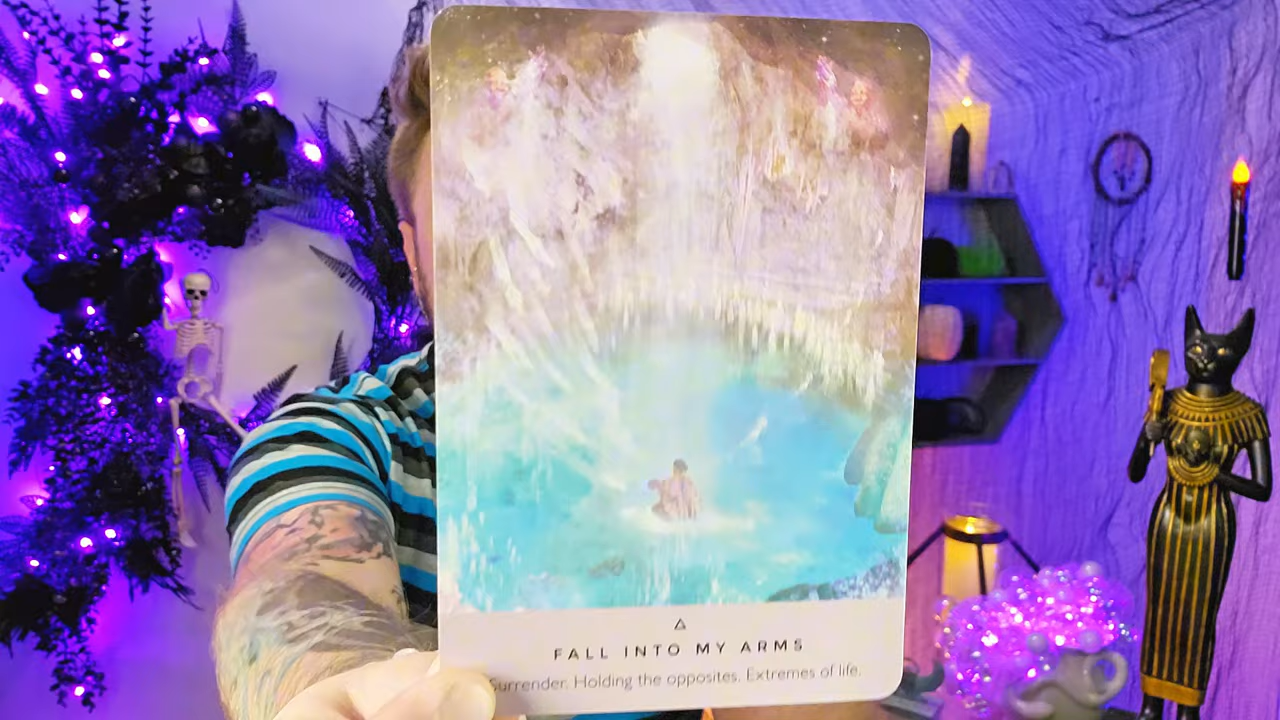 FALL INTO MY ARMS
Surrender. Holding the opposites. Extremes of life.